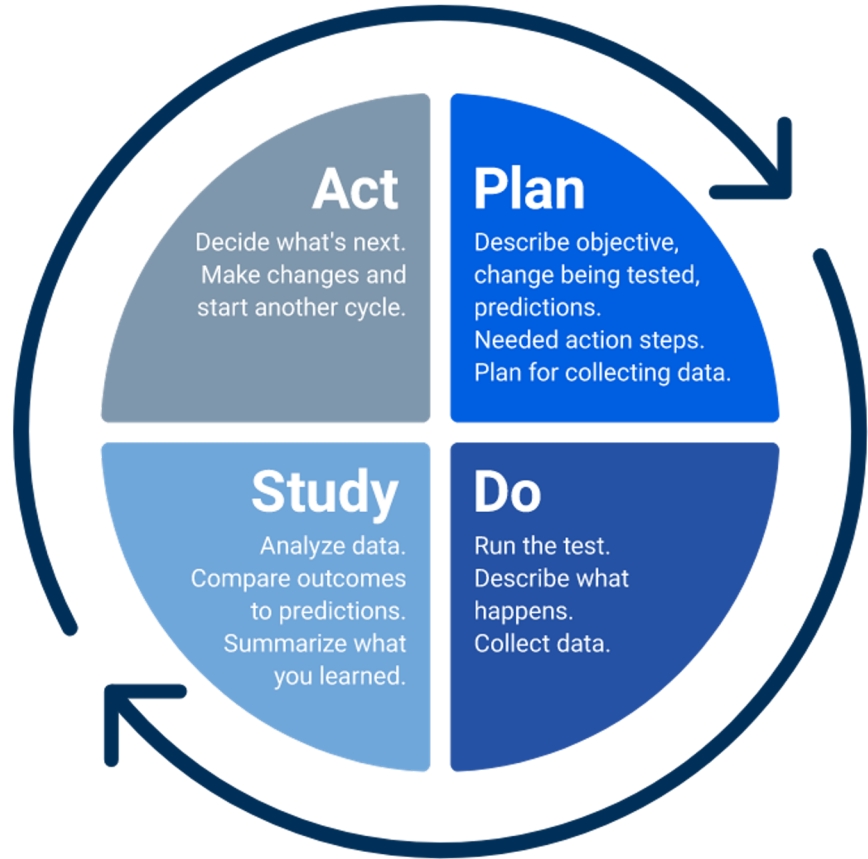 Act
Decide what's next.
Make changes and
start another cycle.
Plan
Describe objective,
change being tested,
predictions.
Needed action steps.
Plan for collecting data.
Study
Analyze data.
Compare outcomes
to predictions.
Summarize what
you learned.
Do
Run the test.
Describe what
happens.
Collect data.